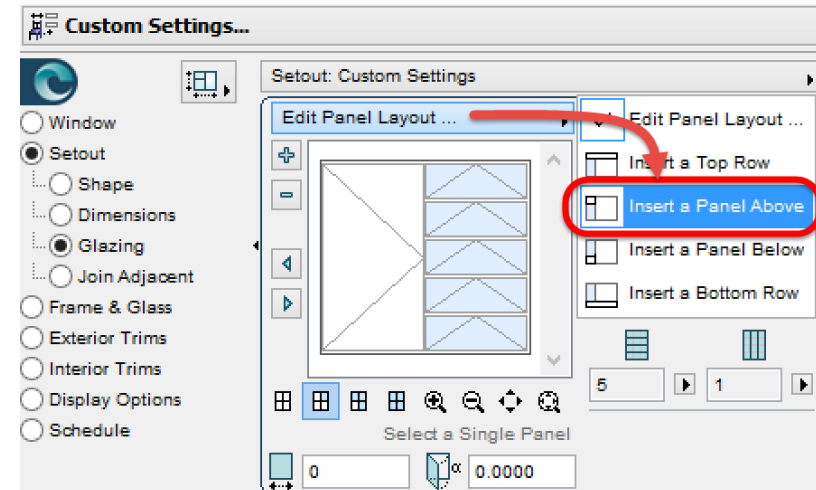 Custom Settings...
Setout: Custom Settings
Window
Edit Panel Layout ...
Edit Panel Layout ...
Setout
Insert a Top Row
Shape
Insert a Panel Above
Dimensions
Insert a Panel Below
Glazing
Join Adjacent
Insert a Bottom Row
Frame & Glass
Exterior Trims
Interior Trims
5
1
Display Options
Schedule
Select a Single Panel
0
α
0.0000